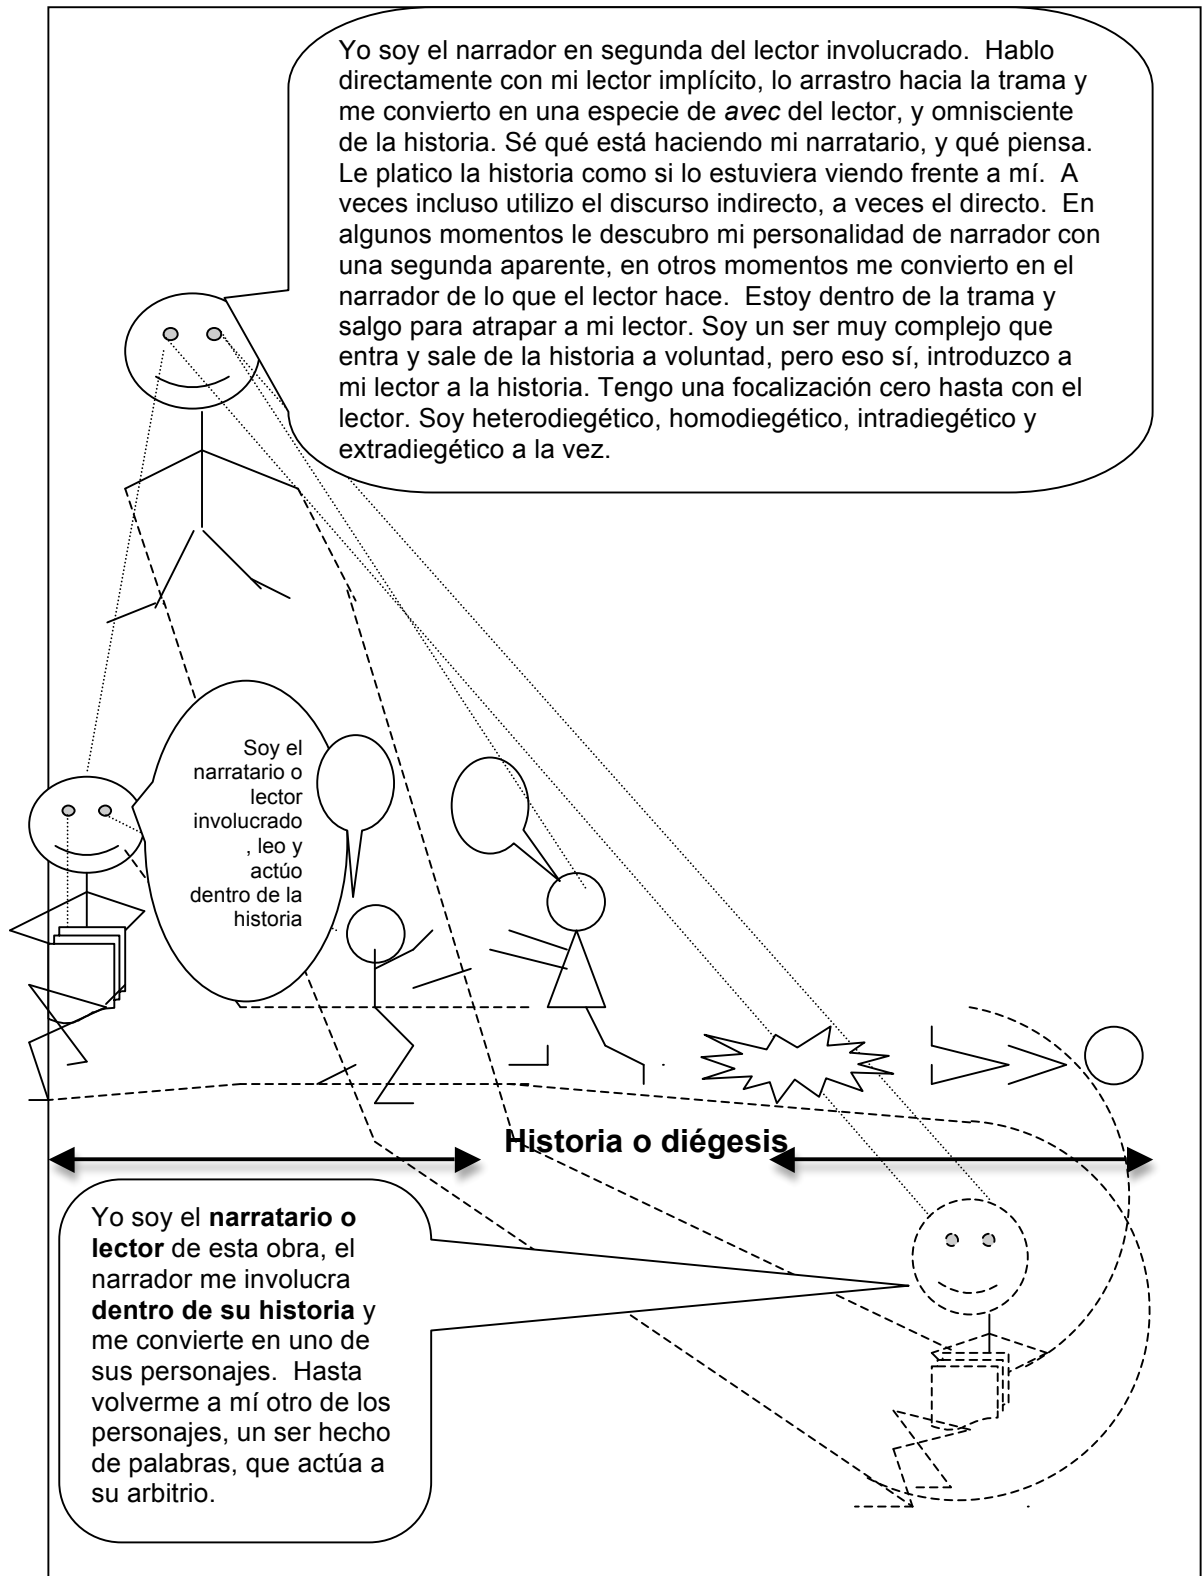 Yo soy el narrador en segunda del lector involucrado.  Hablo
directamente con mi lector implícito, lo arrastro hacia la trama y
me convierto en una especie de avec del lector, y omnisciente
de la historia. Sé qué está haciendo mi narratario, y qué piensa.
Le platico la historia como si lo estuviera viendo frente a mí.  A
veces incluso utilizo el discurso indirecto, a veces el directo.  En
algunos momentos le descubro mi personalidad de narrador con
una segunda aparente, en otros momentos me convierto en el
narrador de lo que el lector hace.  Estoy dentro de la trama y
salgo para atrapar a mi lector. Soy un ser muy complejo que
entra y sale de la historia a voluntad, pero eso sí, introduzco a
mi lector a la historia. Tengo una focalización cero hasta con el
lector. Soy heterodiegético, homodiegético, intradiegético y
extradiegético a la vez.
Soy el
narratario o
lector
involucrado
, leo y
actúo
dentro de la
historia
Historia o diégesis
Yo soy el narratario o
lector de esta obra, el
narrador me involucra
dentro de su historia y
me convierte en uno de
sus personajes.  Hasta
volverme a mí otro de los
personajes, un ser hecho
de palabras, que actúa a
su arbitrio.